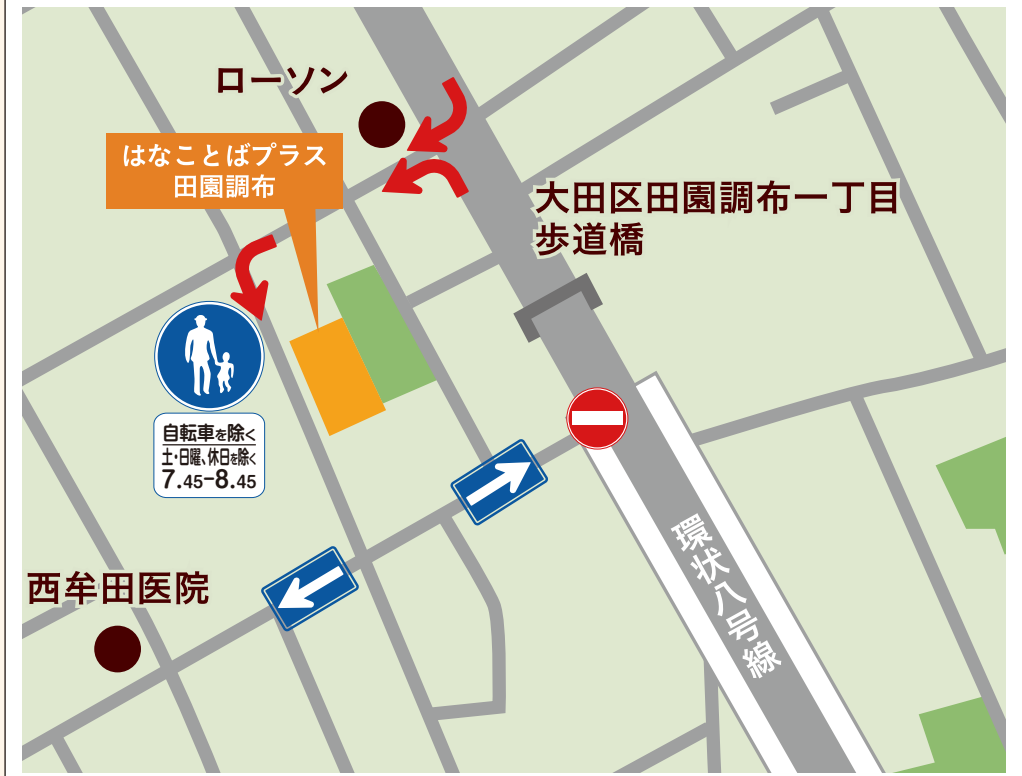 ローソン
はなことばプラス
田園調布
大田区田園調布一丁目
歩道橋
自転車を除く
土・日曜、休日を除く
7.45-8.45
西牟田医院
環状八号線